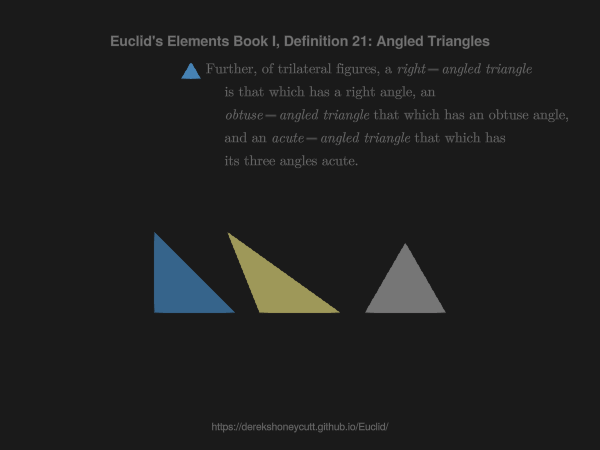 Euclid's Elements Book I, Definition 21: Angled Triangles
Further, of trilateral figures, a right−angled triangle
is that which has a right angle, an
obtuse−angled triangle that which has an obtuse angle,
and an acute−angled triangle that which has
its three angles acute.
https://derekshoneycutt.github.io/Euclid/